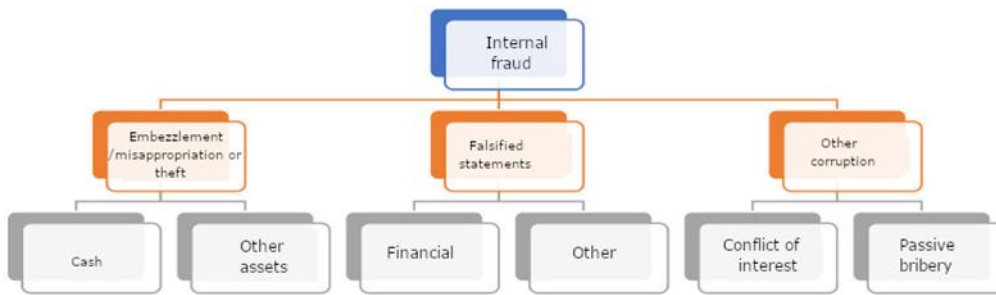 Internal
fraud
Embezzlement
/misappropriation or
theft
Falsified
statements
Other
corruption
Cash
Other
assets
Financial
Other
Conflict of
interest
Passive
bribery